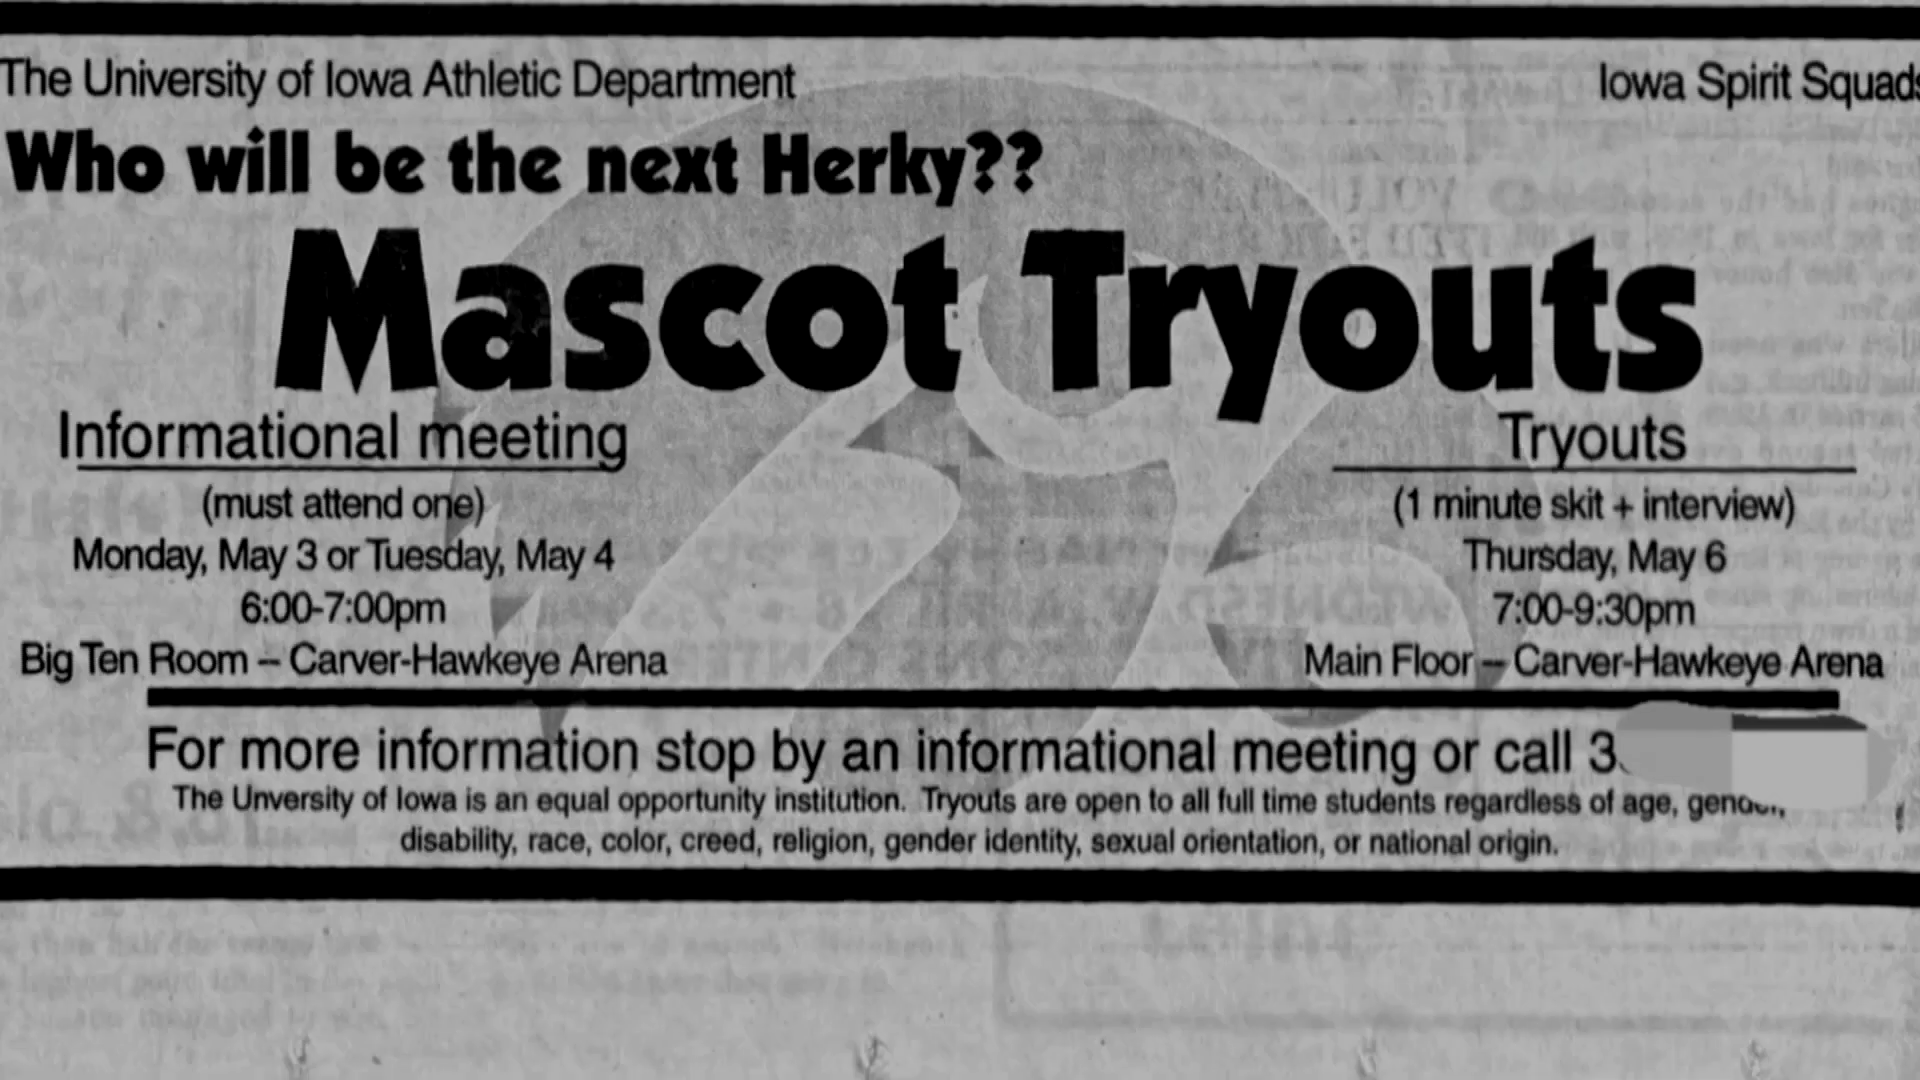 The University of Iowa Athletic Department
Iowa Spirit Squads
Who will be the next Herky??
Mascot Tryouts
Informational meeting
(must attend one)
Monday, May 3 or Tuesday, May 4
6:00-7:00pm
Big Ten Room – Carver-Hawkeye Arena
Tryouts
(1 minute skit + interview)
Thursday, May 6
7:00-9:30pm
Main Floor – Carver-Hawkeye Arena
For more information stop by an informational meeting or call
The Unversity of Iowa is an equal opportunity institution. Tryouts are open to all full time students regardless of age, gender,
disability, race, color, creed, religion, gender identity, sexual orientation, or national origin.